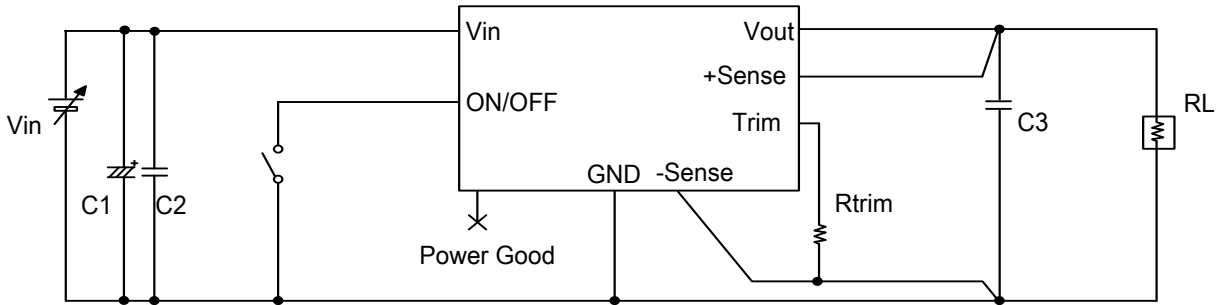 Vin
Vout
+Sense
ON/OFF
Trim
GND
-Sense
Vin
C1
+
C2
Power Good
Rtrim
C3
RL